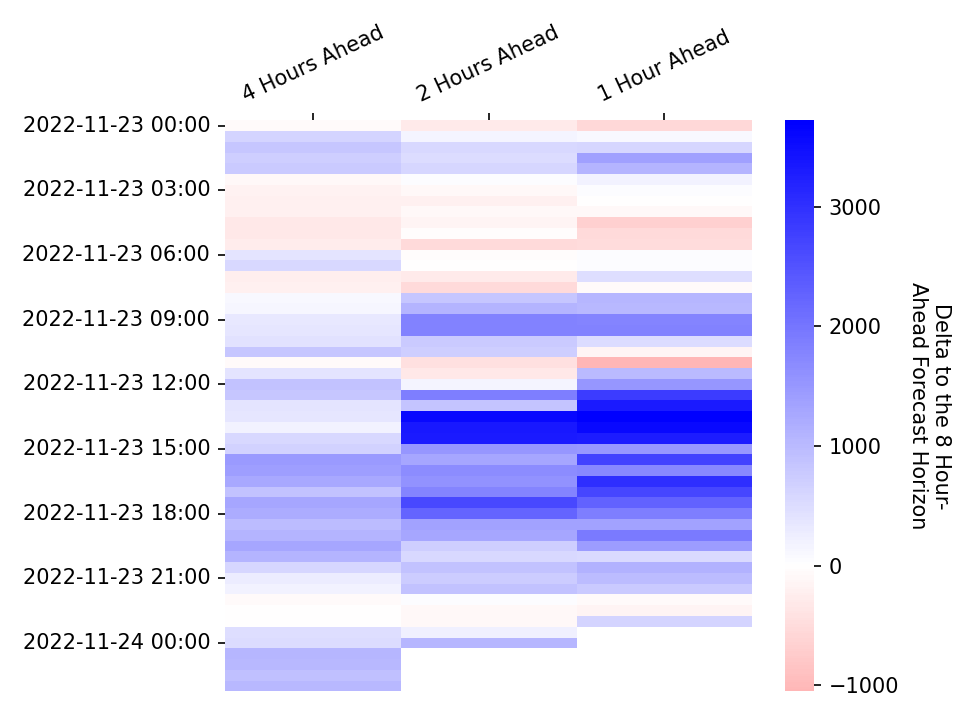 4 Hours Ahead
2 Hours Ahead
1 Hour Ahead
2022-11-23 00:00
2022-11-23 03:00
2022-11-23 06:00
2022-11-23 09:00
2022-11-23 12:00
2022-11-23 15:00
2022-11-23 18:00
2022-11-23 21:00
2022-11-24 00:00
3000
2000
1000
0
−1000
Delta to the 8 Hour-
Ahead Forecast Horizon